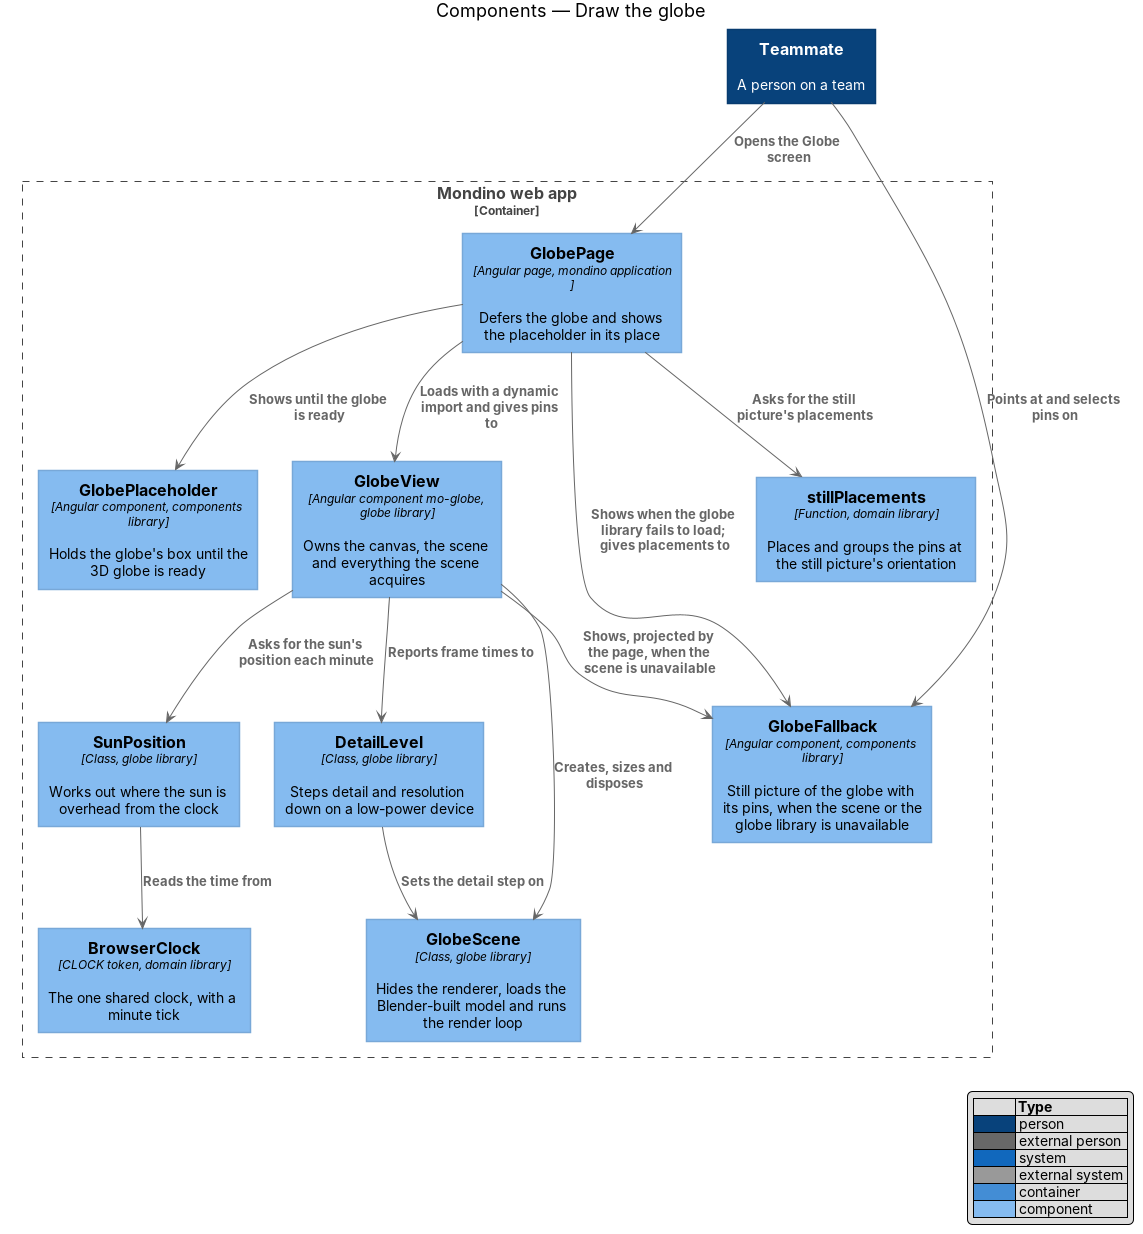 Components — Draw the globe
Teammate
A person on a team
Opens the Globe
screen
Mondino web app
[Container]
GlobePage
[Angular page, mondino application
]
Defers the globe and shows
the placeholder in its place
Shows until the globe
is ready
Loads with a dynamic
import and gives pins
to
Asks for the still
picture's placements
Points at and selects
pins on
GlobePlaceholder
[Angular component, components
library]
Holds the globe's box until the
3D globe is ready
GlobeView
[Angular component mo-globe,
globe library]
Owns the canvas, the scene
and everything the scene
acquires
Shows when the globe
library fails to load;
gives placements to
stillPlacements
[Function, domain library]
Places and groups the pins at
the still picture's orientation
Asks for the sun's
position each minute
Reports frame times to
Shows, projected by
the page, when the
scene is unavailable
SunPosition
[Class, globe library]
Works out where the sun is
overhead from the clock
DetailLevel
[Class, globe library]
Steps detail and resolution
down on a low-power device
Creates, sizes and
disposes
GlobeFallback
[Angular component, components
library]
Still picture of the globe with
its pins, when the scene or the
globe library is unavailable
Reads the time from
Sets the detail step on
BrowserClock
[CLOCK token, domain library]
The one shared clock, with a
minute tick
GlobeScene
[Class, globe library]
Hides the renderer, loads the
Blender-built model and runs
the render loop
Type
person
external person
system
external system
container
component